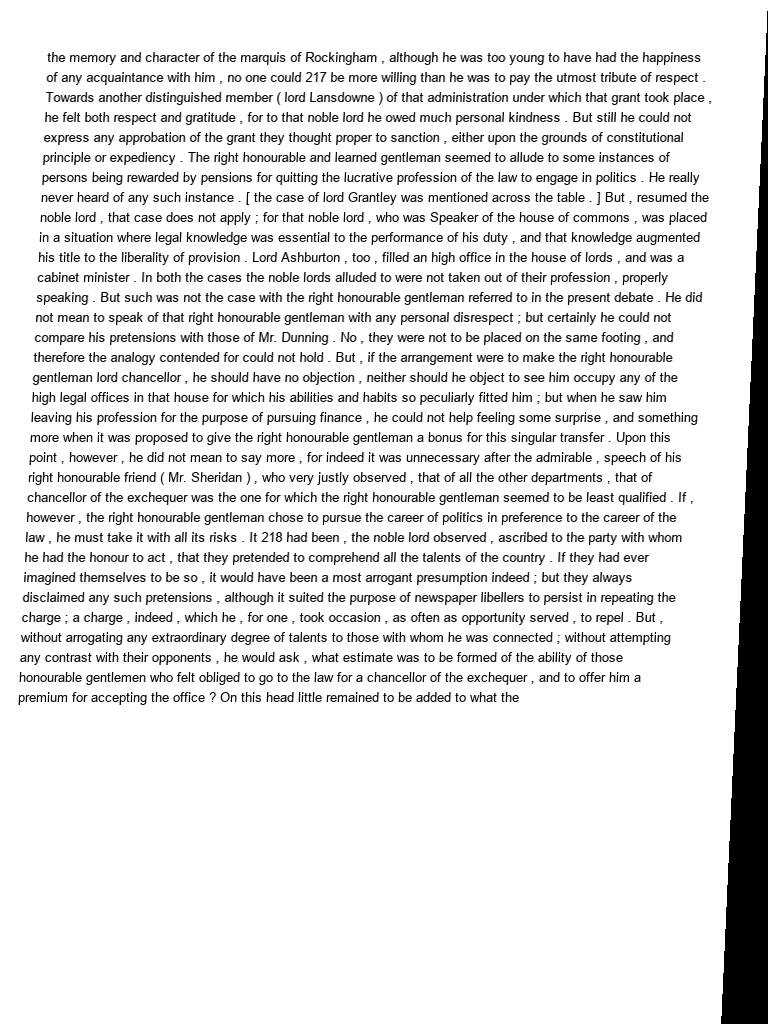 the memory and character of the marquis of Rockingham , although he was too young to have had the happiness
of any acquaintance with him , no one could 217 be more willing than he was to pay the utmost tribute of respect .
Towards another distinguished member ( lord Lansdowne ) of that administration under which that grant took place ,
he felt both respect and gratitude , for to that noble lord he owed much personal kindness . But still he could not
express any approbation of the grant they thought proper to sanction , either upon the grounds of constitutional
principle or expediency . The right honourable and learned gentleman seemed to allude to some instances of
persons being rewarded by pensions for quitting the lucrative profession of the law to engage in politics . He really
never heard of any such instance . [ the case of lord Grantley was mentioned across the table . ] But , resumed the
noble lord , that case does not apply ; for that noble lord , who was Speaker of the house of commons , was placed
in a situation where legal knowledge was essential to the performance of his duty , and that knowledge augmented
his title to the liberality of provision . Lord Ashburton , too , filled an high office in the house of lords , and was a
cabinet minister . In both the cases the noble lords alluded to were not taken out of their profession , properly
speaking . But such was not the case with the right honourable gentleman referred to in the present debate . He did
not mean to speak of that right honourable gentleman with any personal disrespect ; but certainly he could not
compare his pretensions with those of Mr. Dunning . No , they were not to be placed on the same footing , and
therefore the analogy contended for could not hold . But , if the arrangement were to make the right honourable
gentleman lord chancellor , he should have no objection , neither should he object to see him occupy any of the
high legal offices in that house for which his abilities and habits so peculiarly fitted him ; but when he saw him
leaving his profession for the purpose of pursuing finance , he could not help feeling some surprise , and something
more when it was proposed to give the right honourable gentleman a bonus for this singular transfer . Upon this
point , however , he did not mean to say more , for indeed it was unnecessary after the admirable , speech of his
right honourable friend ( Mr. Sheridan ) , who very justly observed , that of all the other departments , that of
chancellor of the exchequer was the one for which the right honourable gentleman seemed to be least qualified . If ,
however , the right honourable gentleman chose to pursue the career of politics in preference to the career of the
law , he must take it with all its risks . It 218 had been , the noble lord observed , ascribed to the party with whom
he had the honour to act , that they pretended to comprehend all the talents of the country . If they had ever
imagined themselves to be so , it would have been a most arrogant presumption indeed ; but they always
disclaimed any such pretensions , although it suited the purpose of newspaper libellers to persist in repeating the
charge ; a charge , indeed , which he , for one , took occasion , as often as opportunity served , to repel . But ,
without arrogating any extraordinary degree of talents to those with whom he was connected ; without attempting
any contrast with their opponents , he would ask , what estimate was to be formed of the ability of those
honourable gentlemen who felt obliged to go to the law for a chancellor of the exchequer , and to offer him a
premium for accepting the office ? On this head little remained to be added to what the